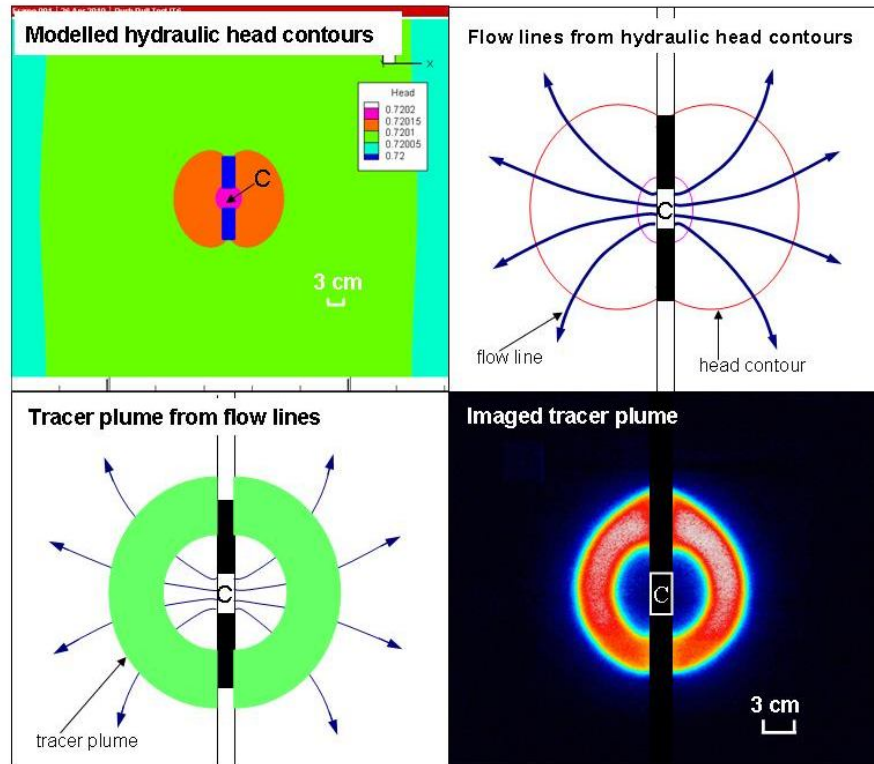 Modelled hydraulic head contours
X
Head
0.7202
0.72015
0.7201
0.72005
0.72
C
3 cm
Flow lines from hydraulic head contours
C
flow line
head contour
Tracer plume from flow lines
C
tracer plume
Imaged tracer plume
C
3 cm